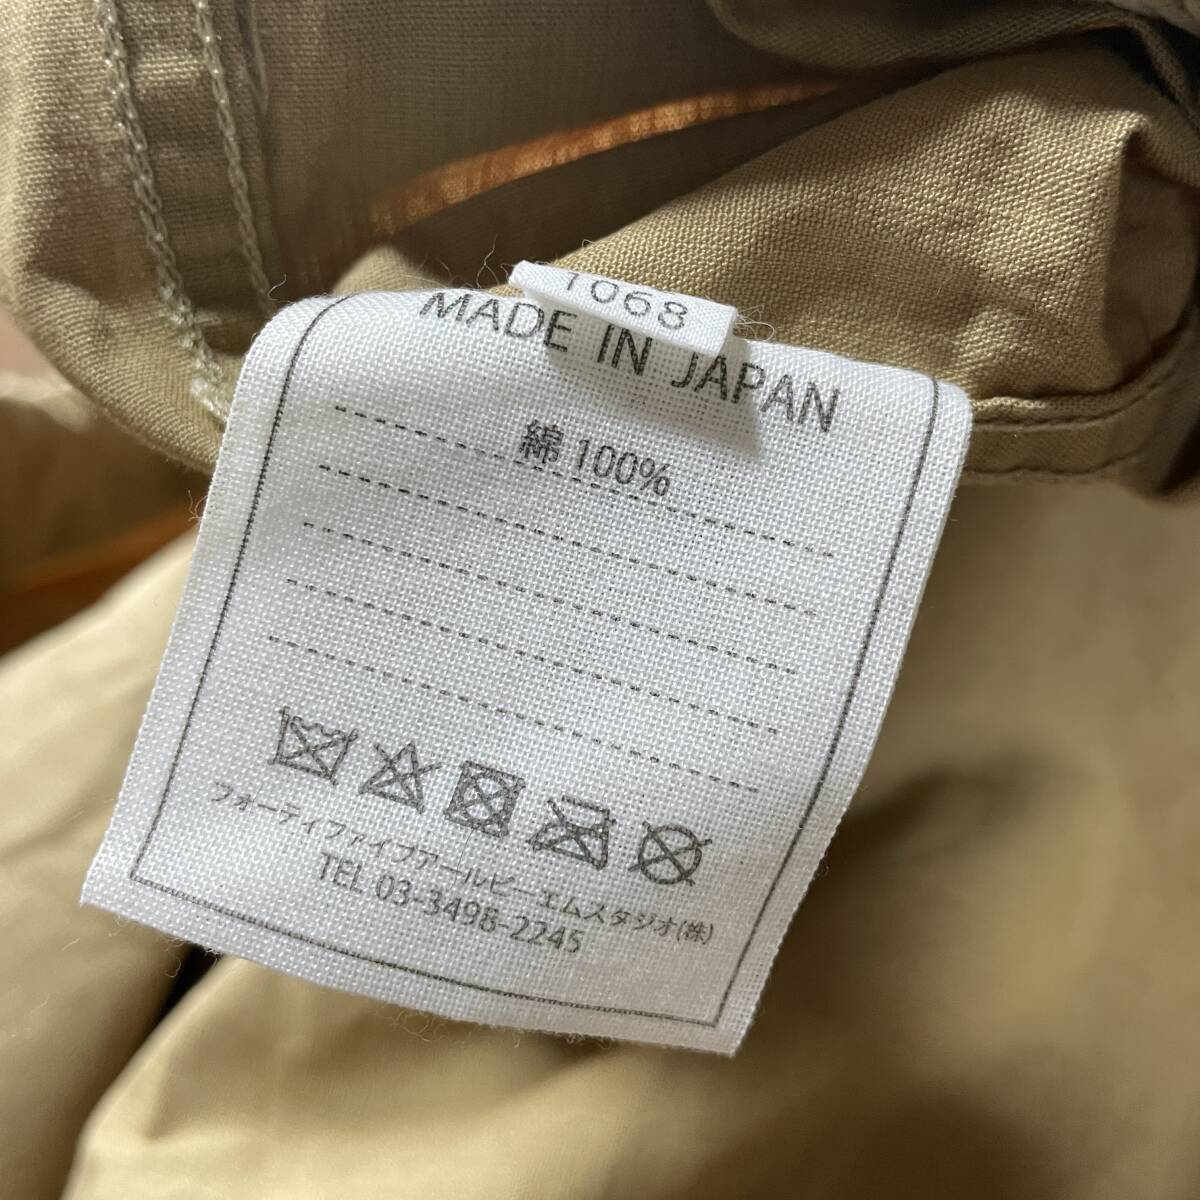 1068
MADE IN JAPAN
綿 100%
フォーティファイブアールピーエムスタジオ(株)
TEL 03-3498-2245